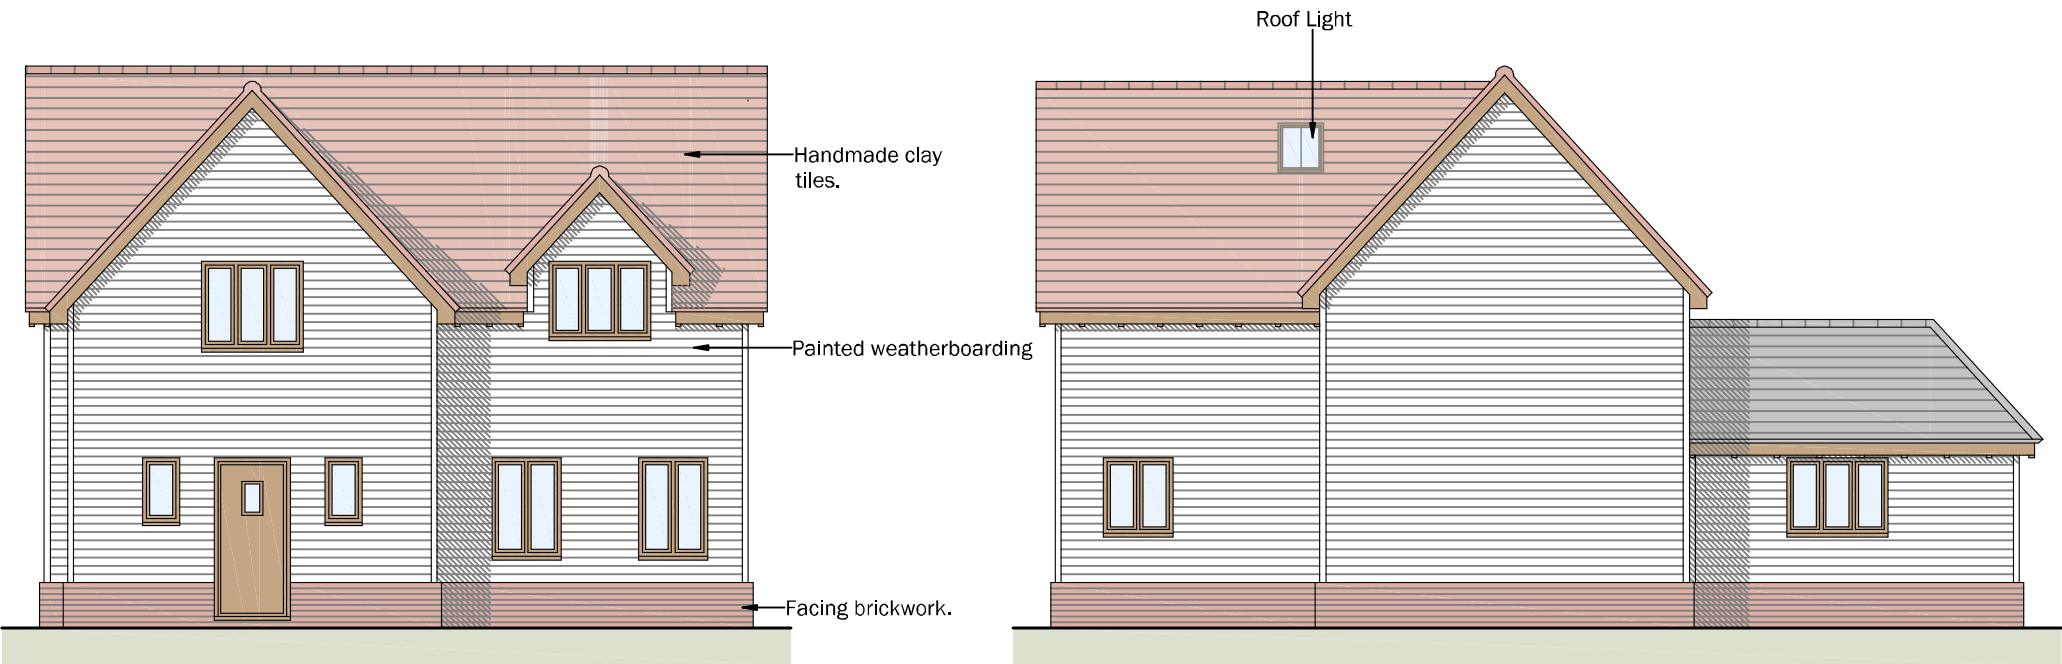 Roof Light
Handmade clay
tiles.
Painted weatherboarding
Facing brickwork.